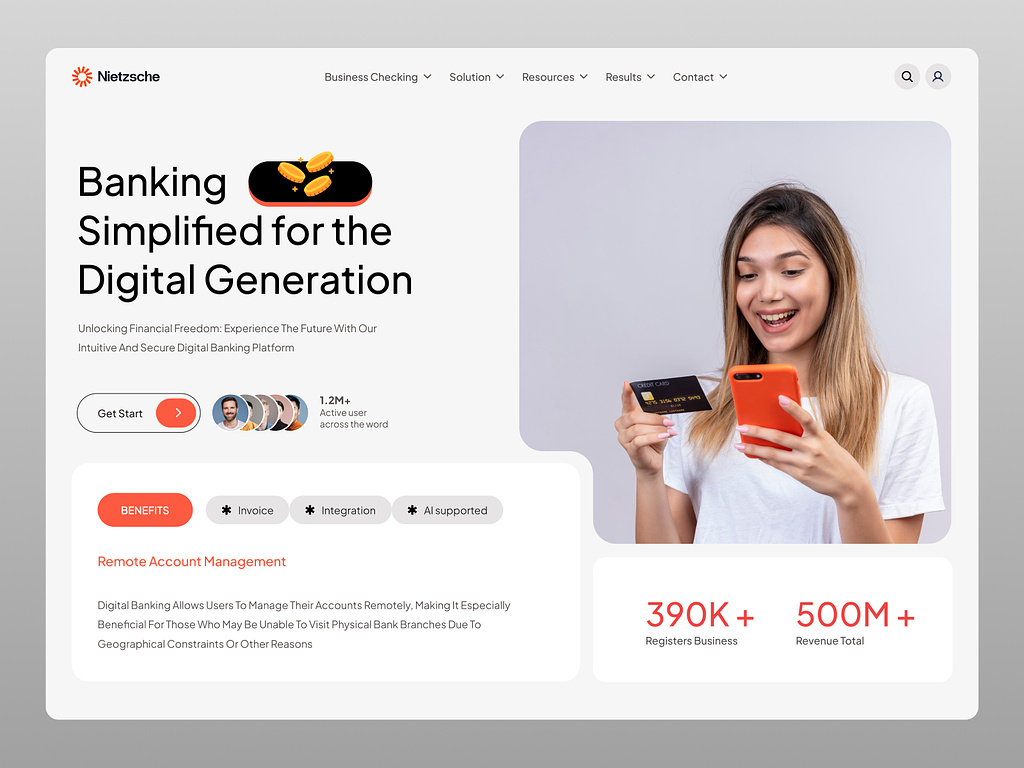 Nietzsche
Business Checking
Solution
Resources
Results
Contact
Banking
Simplified for the
Digital Generation
Unlocking Financial Freedom: Experience The Future With Our
Intuitive And Secure Digital Banking Platform
Get Start
1.2M+
Active user
across the word
CREDIT CARD
BENEFITS
Invoice
Integration
AI supported
Remote Account Management
Digital Banking Allows Users To Manage Their Accounts Remotely, Making It Especially
Beneficial For Those Who May Be Unable To Visit Physical Bank Branches Due To
Geographical Constraints Or Other Reasons
390K +
Registers Business
500M +
Revenue Total